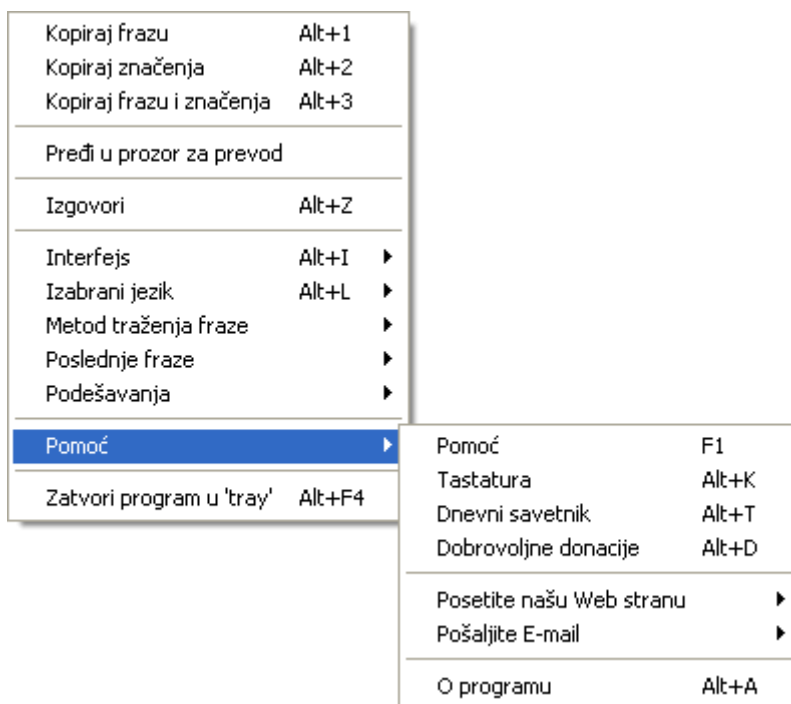 Kopiraj frazu Alt+1
Kopiraj značenja Alt+2
Kopiraj frazu i značenja Alt+3
Pređi u prozor za prevod
Izgovori Alt+Z
Interfejs Alt+I
Izabrani jezik Alt+L
Metod traženja fraze
Poslednje fraze
Podešavanja
Pomoć
Zatvori program u 'tray' Alt+F4
Pomoć F1
Tastatura Alt+K
Dnevni savetnik Alt+T
Dobrovoljne donacije Alt+D
Posetite našu Web stranu
Pošaljite E-mail
O programu Alt+A